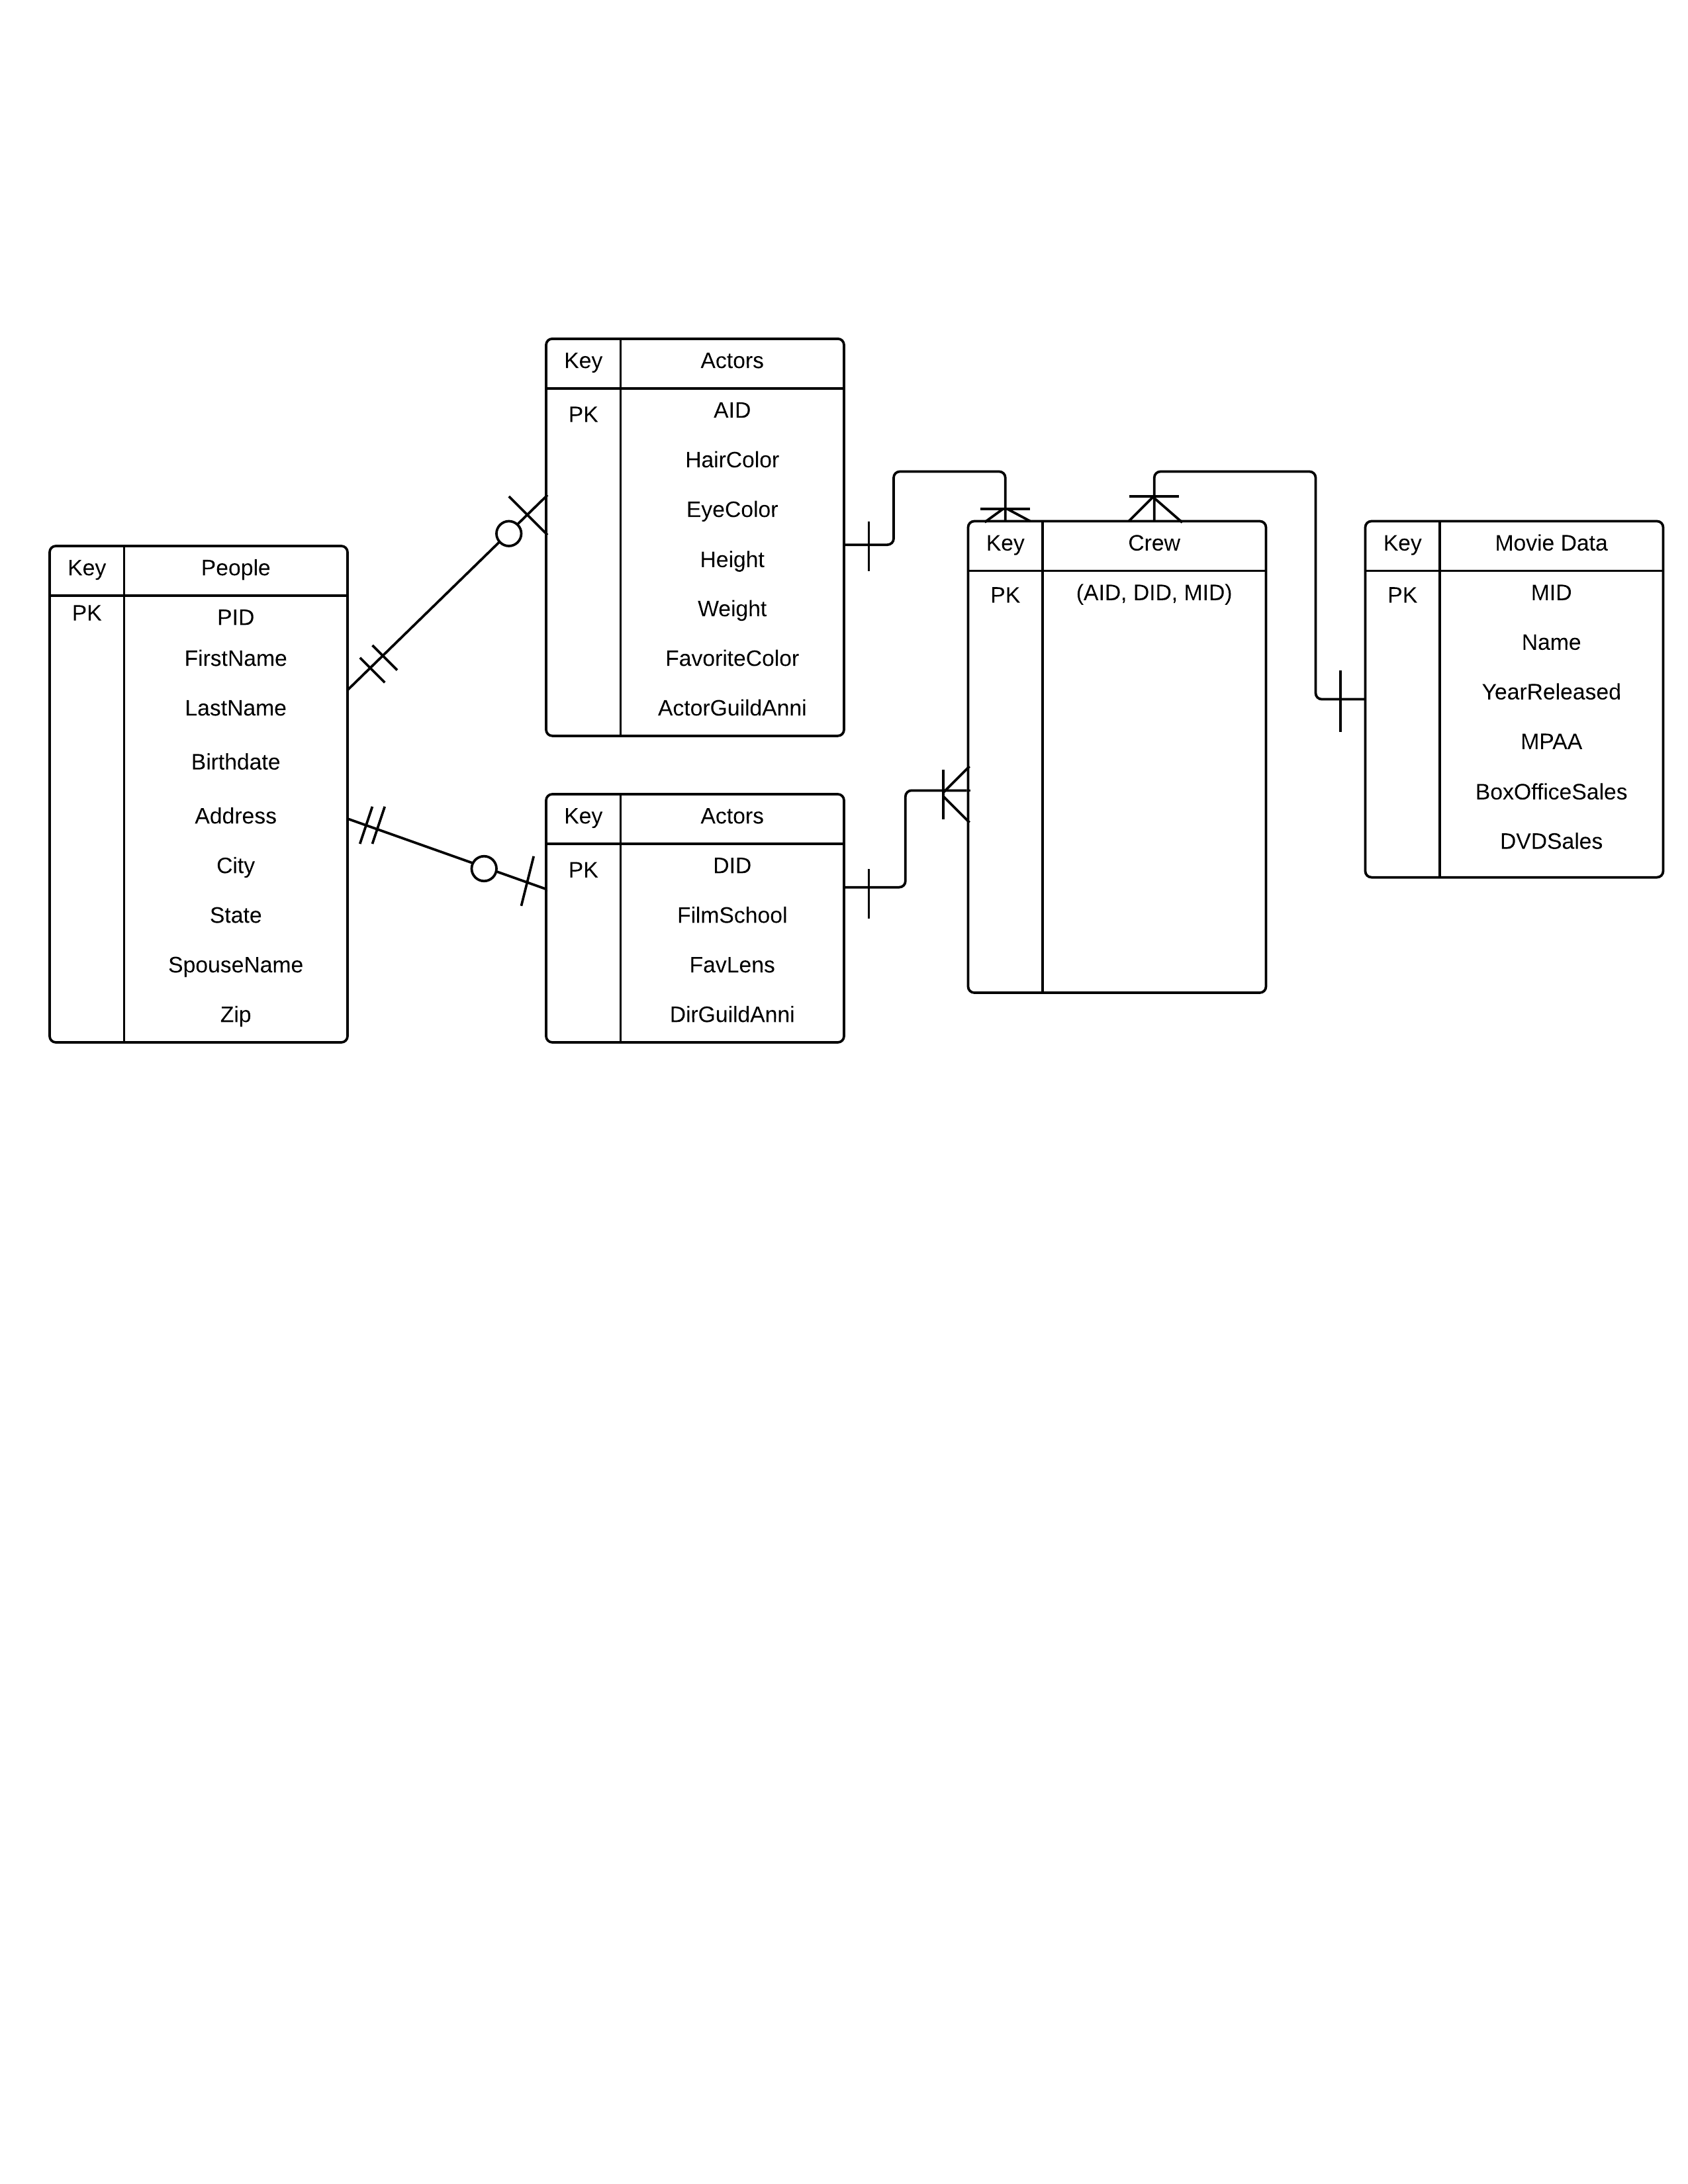 Key People
PK PID
FirstName
LastName
Birthdate
Address
City
State
SpouseName
Zip
Key Actors
PK AID
HairColor
EyeColor
Height
Weight
FavoriteColor
ActorGuildAnni
Key Actors
PK DID
FilmSchool
FavLens
DirGuildAnni
Key Crew
PK (AID, DID, MID)
Key Movie Data
PK MID
Name
YearReleased
MPAA
BoxOfficeSales
DVDSales